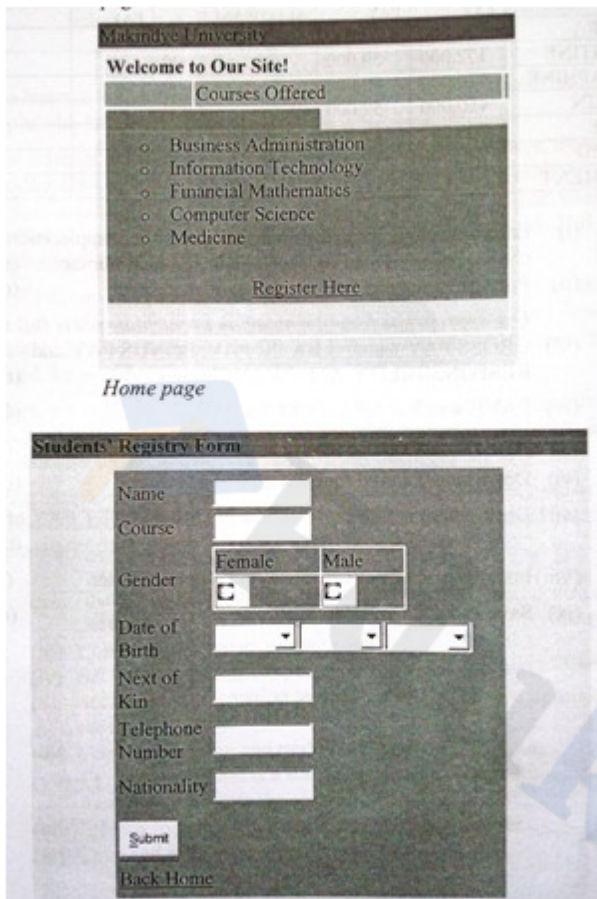 Makindye University
Welcome to Our Site!
Courses Offered
Business Administration
Information Technology
Financial Mathematics
Computer Science
Medicine
Register Here
Home page
Students' Registry Form
Name
Course
Gender
Female Male
Date of
Birth
Next of
Kin
Telephone
Number
Nationality
Submit
Back Home